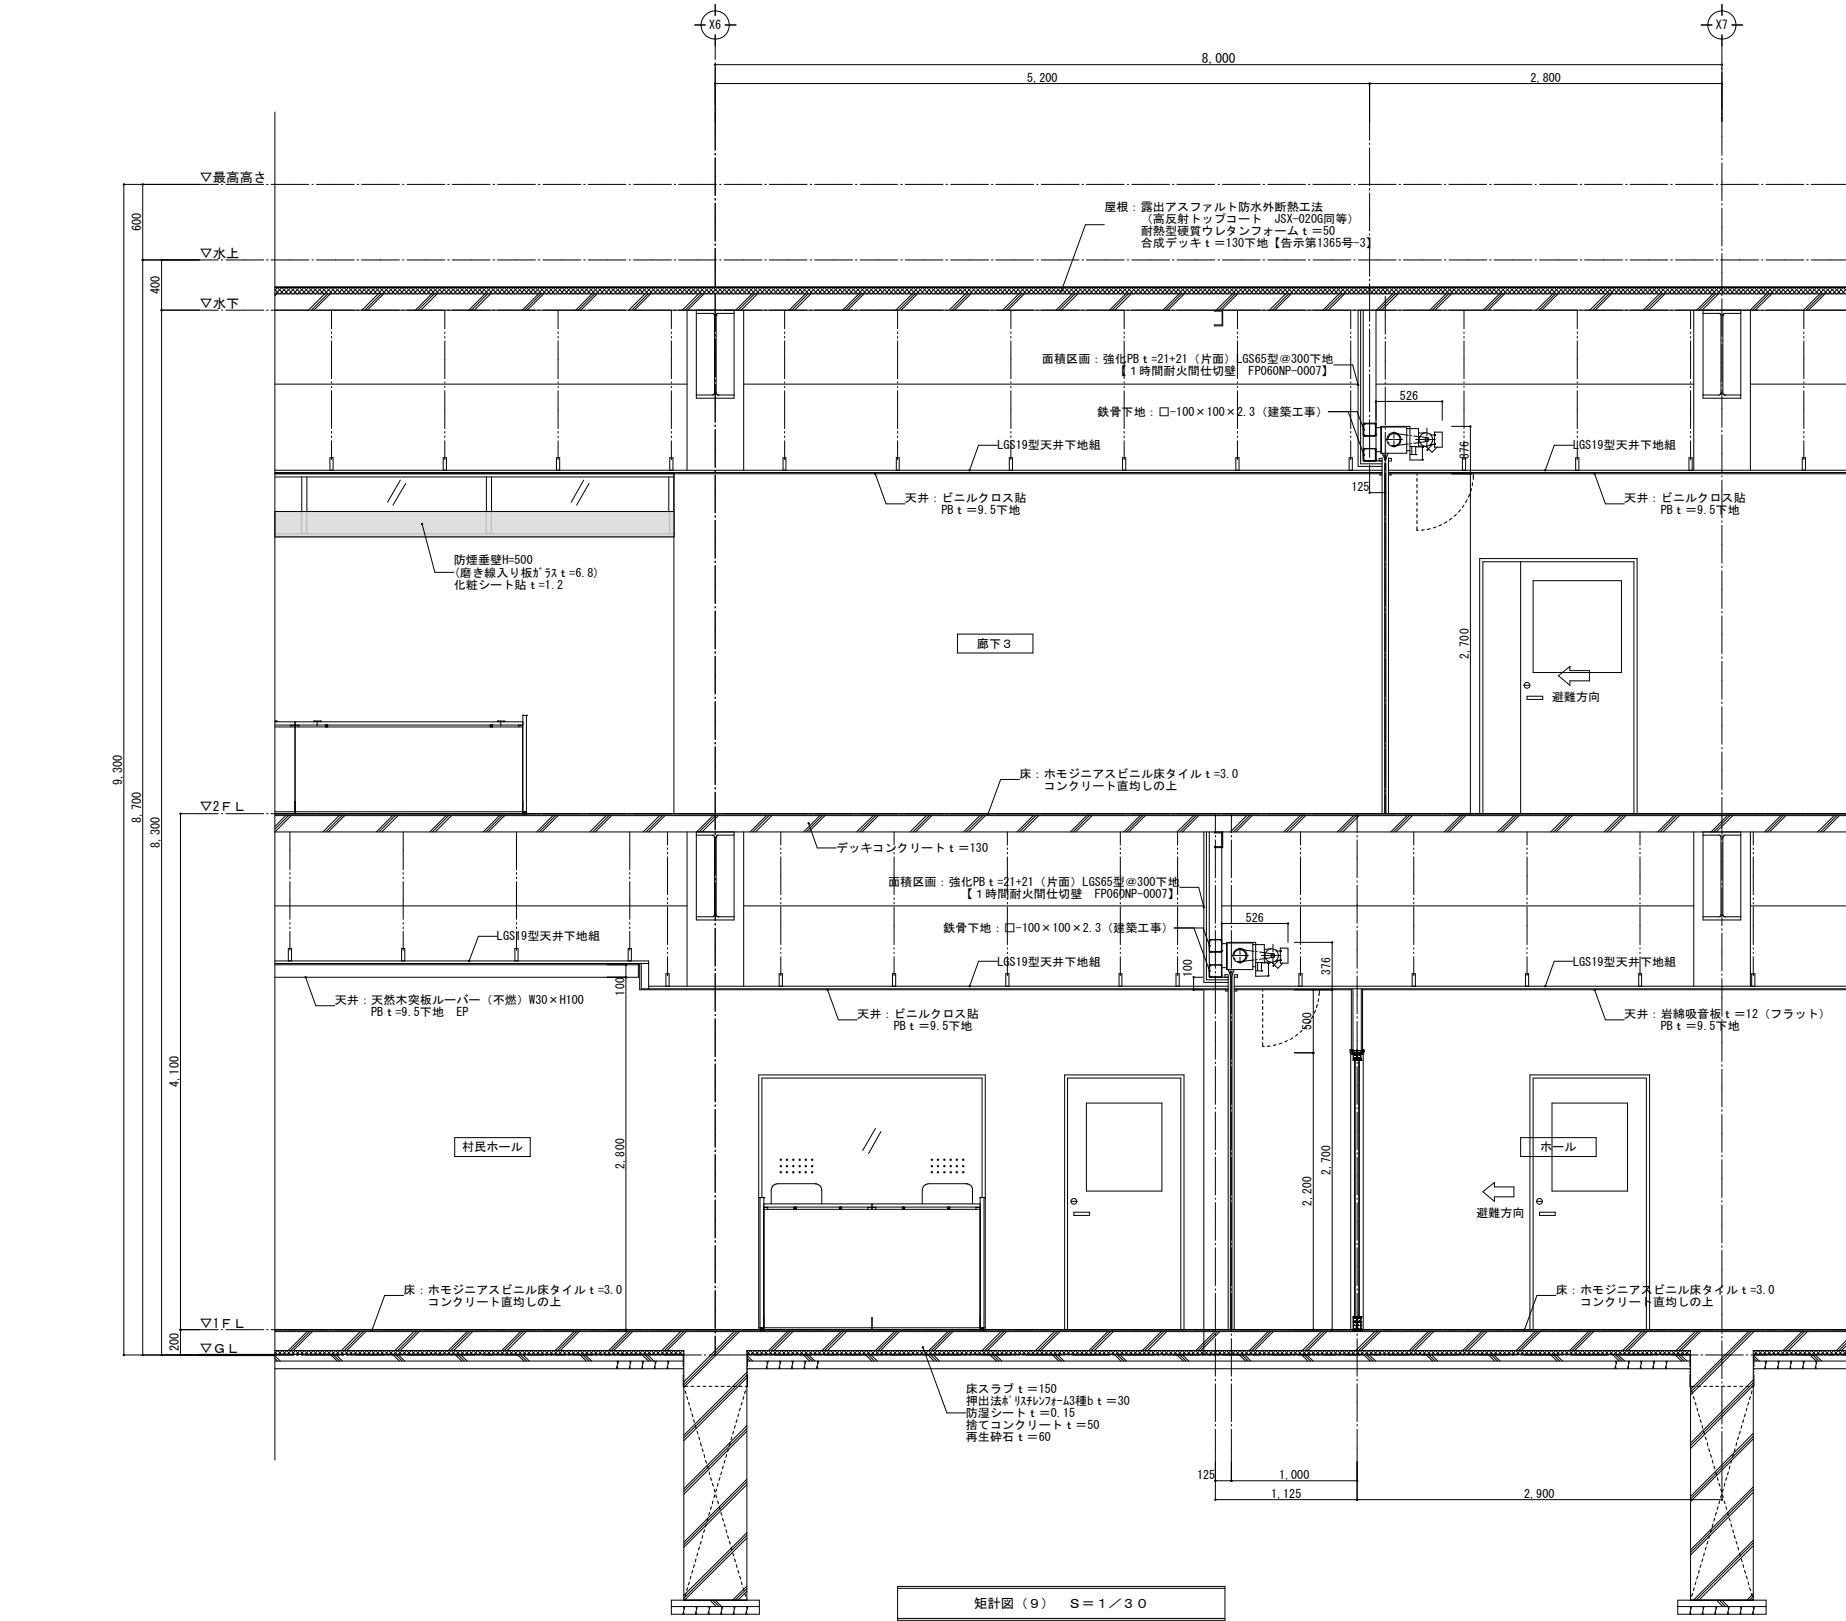 X6
X7
8,000
5,200
2,800
▽最高高さ
600
屋根：露出アスファルト防水外断熱工法
（高反射トップコート　JSX-020G同等）
耐熱型硬質ウレタンフォームｔ＝50
合成デッキｔ＝130下地【告示第1365号-3】
▽水上
400
▽水下
面積区画：強化PBｔ=21+21（片面）LGS65型@300下地
【１時間耐火間仕切壁　FP060NP-0007】
526
鉄骨下地：□-100×100×2.3（建築工事）
LGS19型天井下地組
376
LGS19型天井下地組
125
天井：ビニルクロス貼
PBｔ＝9.5下地
天井：ビニルクロス貼
PBｔ＝9.5下地
防煙垂壁H=500
(磨き線入り板ｶﾞﾗｽｔ=6.8)
化粧シート貼ｔ=1.2
廊下３
2,700
避難方向
9,300
8,700
8,300
床：ホモジニアスビニル床タイルｔ=3.0
コンクリート直均しの上
▽2ＦＬ
デッキコンクリートｔ＝130
面積区画：強化PBｔ=21+21（片面）LGS65型@300下地
【１時間耐火間仕切壁　FP060NP-0007】
526
鉄骨下地：□-100×100×2.3（建築工事）
LGS19型天井下地組
LGS19型天井下地組
100
376
LGS19型天井下地組
天井：天然木突板ルーバー（不燃）W30×H100
PBｔ=9.5下地　EP
100
天井：ビニルクロス貼
PBｔ＝9.5下地
500
天井：岩綿吸音板ｔ＝12（フラット）
PBｔ＝9.5下地
4,100
村民ホール
2,800
2,200
2,700
ホール
避難方向
床：ホモジニアスビニル床タイルｔ=3.0
コンクリート直均しの上
床：ホモジニアスビニル床タイルｔ=3.0
コンクリート直均しの上
▽1ＦＬ
200
▽ＧＬ
床スラブｔ＝150
押出法ﾎﾟﾘｽﾁﾚﾝﾌｫｰﾑ3種bｔ＝30
防湿シートｔ＝0.15
捨てコンクリートｔ＝50
再生砕石ｔ＝60
125
1,000
1,125
2,900
矩計図（９）　Ｓ＝１／３０